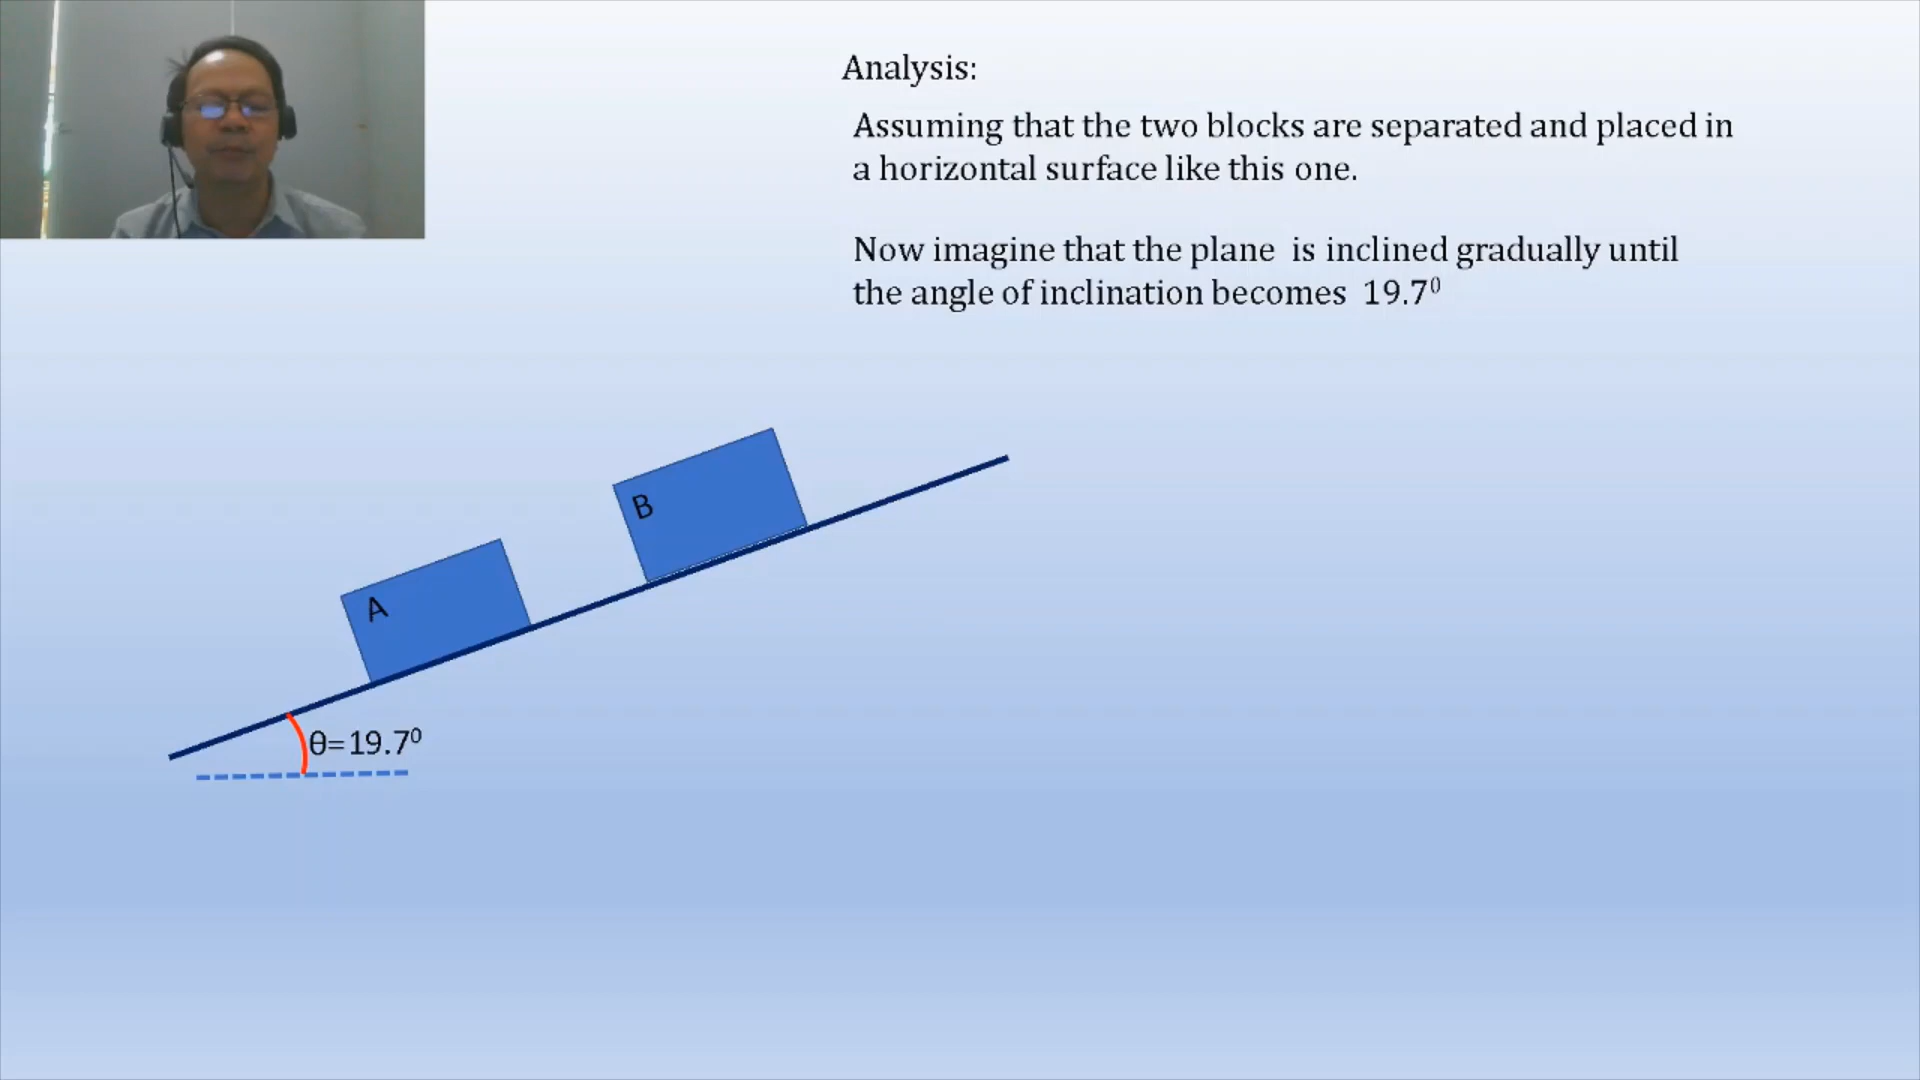 Analysis:
Assuming that the two blocks are separated and placed in
a horizontal surface like this one.
Now imagine that the plane  is inclined gradually until
the angle of inclination becomes  19.7⁰
B
A
θ=19.7⁰